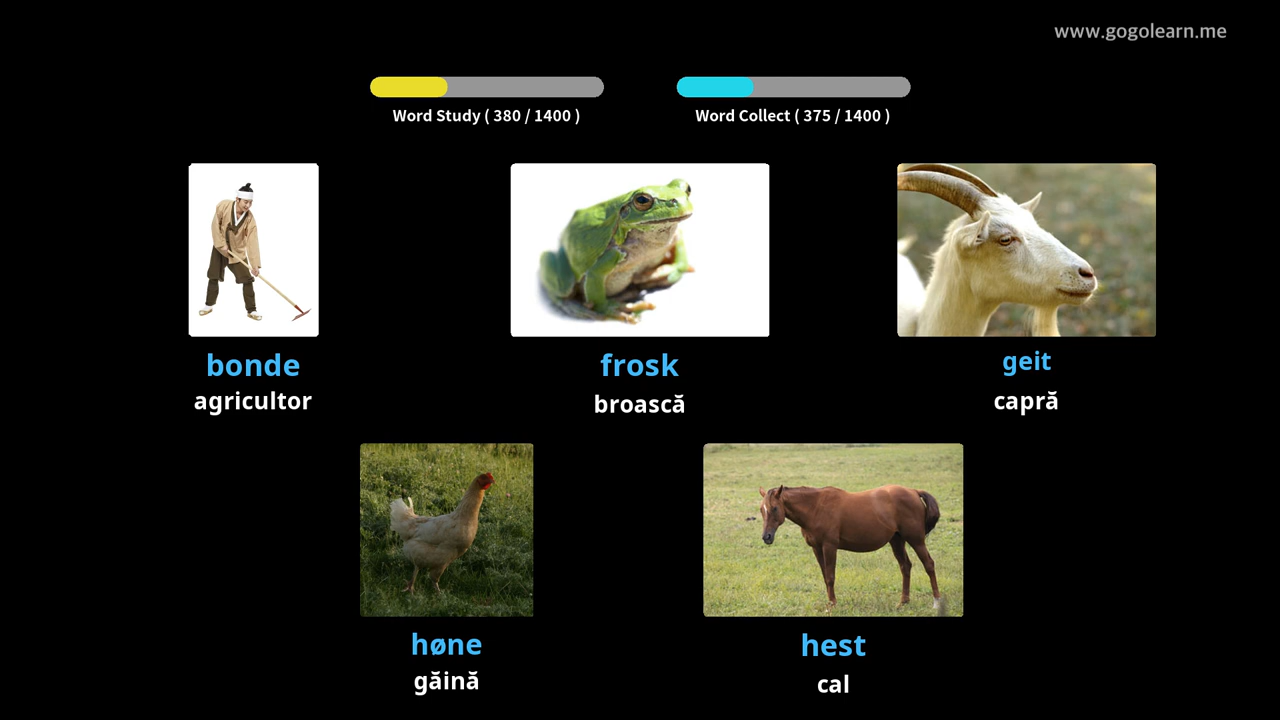 www.gogolearn.me
Word Study ( 380 / 1400 )
Word Collect ( 375 / 1400 )
bonde
agricultor
frosk
broască
geit
capră
høne
găină
hest
cal